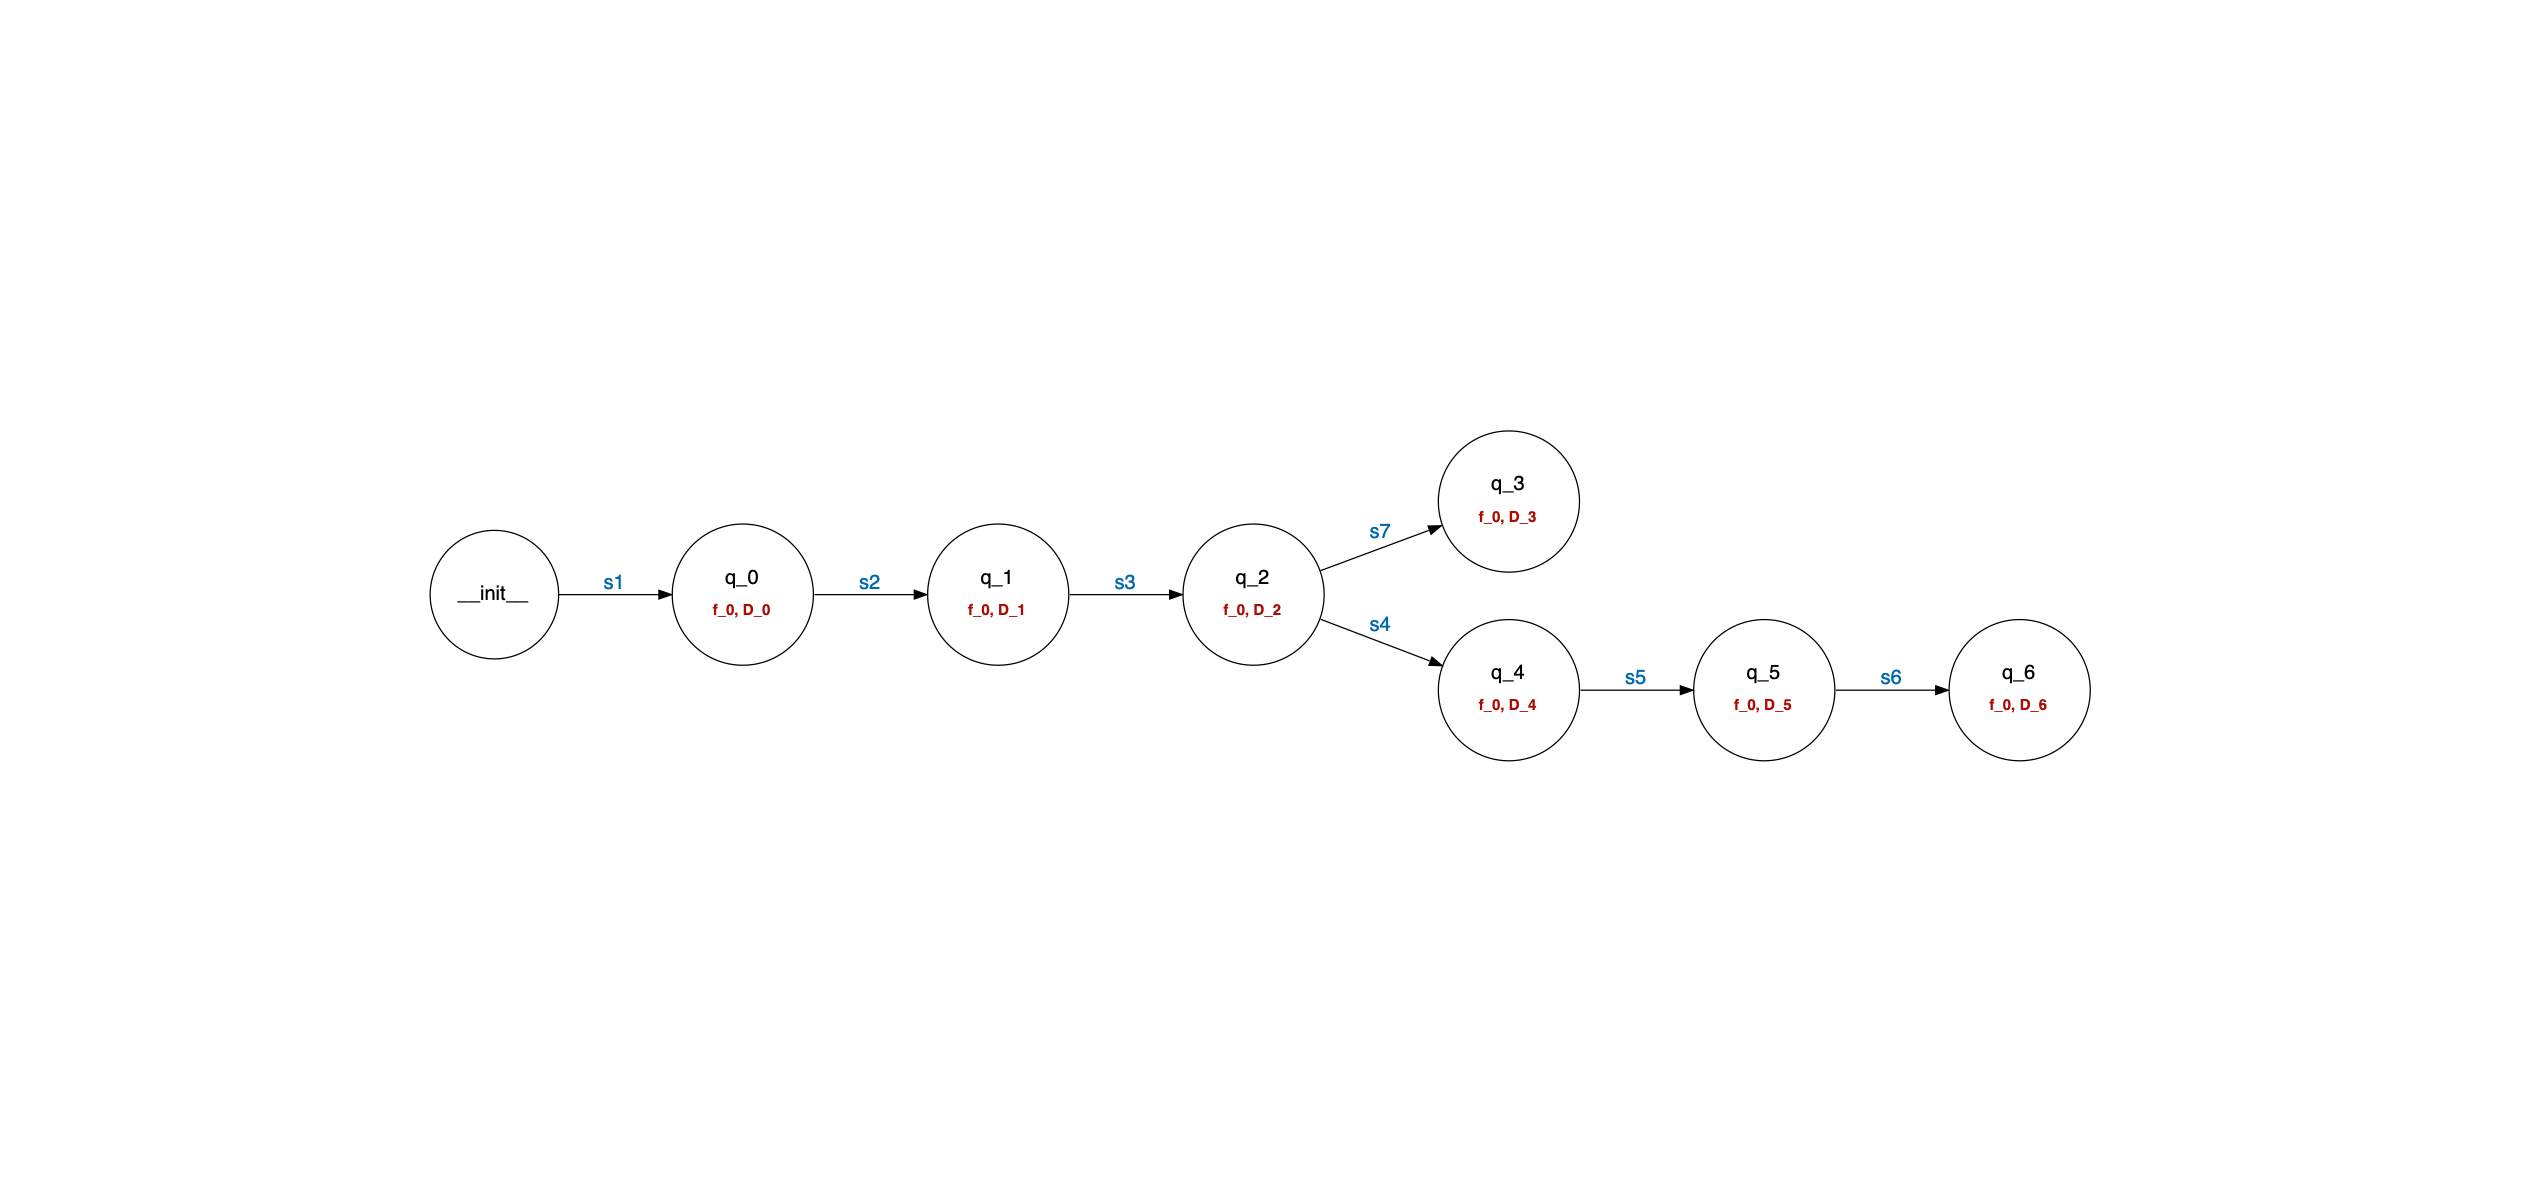 __init__
s1
q_0
f_0, D_0
s2
q_1
f_0, D_1
s3
q_2
f_0, D_2
s7
q_3
f_0, D_3
s4
q_4
f_0, D_4
s5
q_5
f_0, D_5
s6
q_6
f_0, D_6